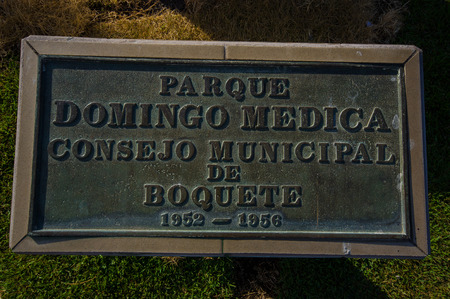 PARQUE
DOMINGO MEDICA
CONSEJO MUNICIPAL
DE
BOQUETE
1952 — 1956